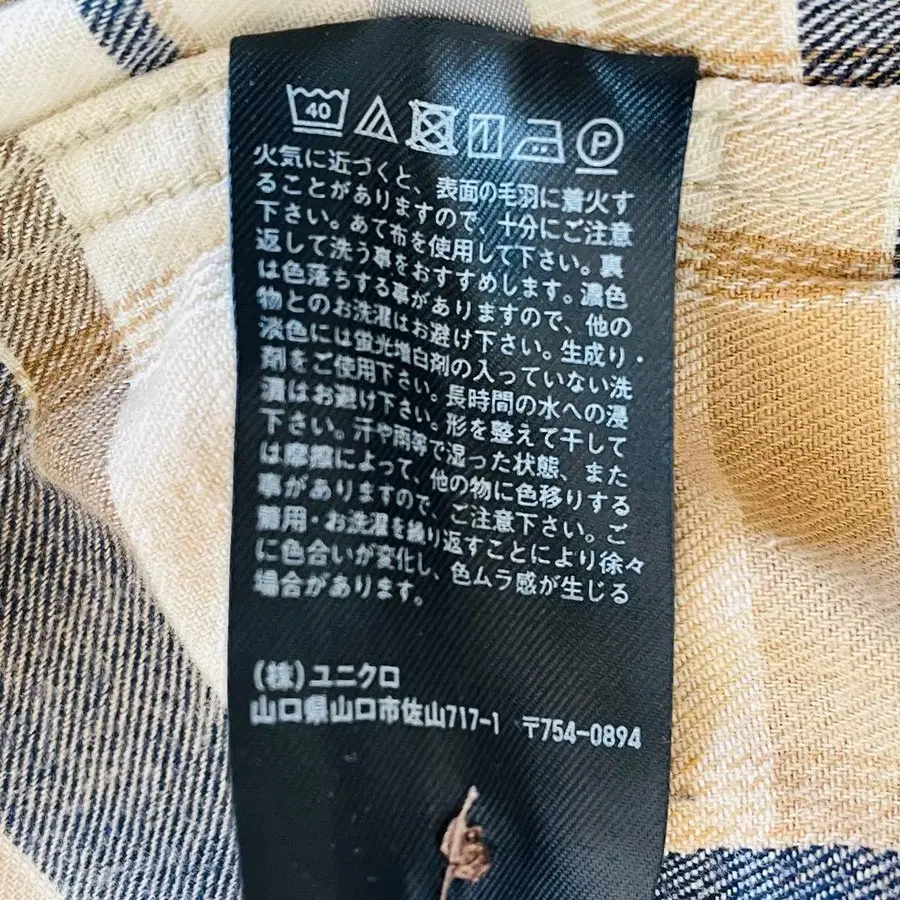 40
P
火気に近づくと、表面の毛羽に着火す
ることがありますので、十分にご注意
下さい。あて布を使用して下さい。裏
返して洗う事をおすすめします。濃色
は色落ちする事がありますので、他の
物とのお洗濯はお避け下さい。生成り・
淡色には蛍光増白剤の入っていない洗
剤をご使用下さい。長時間の水への浸
漬はお避け下さい。形を整えて干して
下さい。汗や雨等で湿った状態、また
は摩擦によって、他の物に色移りする
事がありますので、ご注意下さい。ご
着用・お洗濯を繰り返すことにより徐々
に色合いが変化し、色ムラ感が生じる
場合があります。
(株)ユニクロ
山口県山口市佐山717-1 〒754-0894